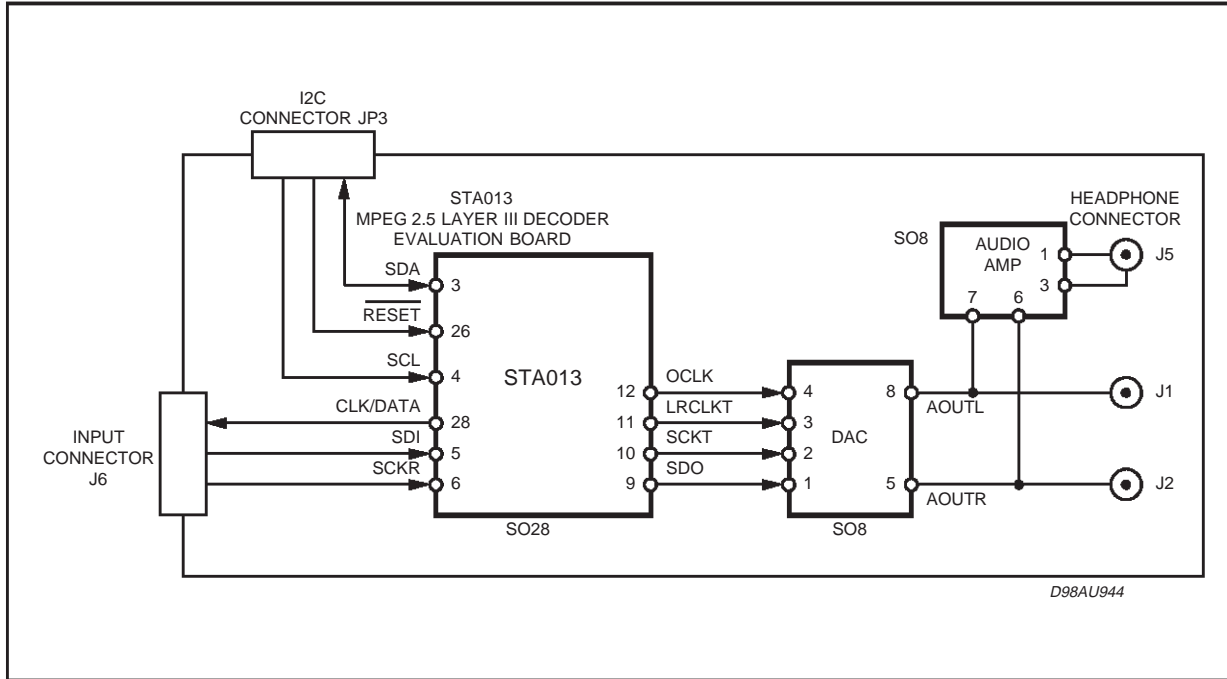 I2C
CONNECTOR JP3
STA013
MPEG 2.5 LAYER III DECODER
EVALUATION BOARD
HEADPHONE
CONNECTOR
SO8
AUDIO
AMP
1
3
J5
7
6
SDA
3
RESET
26
SCL
4
STA013
CLK/DATA
28
SDI
5
SCKR
6
INPUT
CONNECTOR
J6
12
OCLK
4
11
LRCLKT
3
10
SCKT
2
9
SDO
1
DAC
8
AOUTL
J1
5
AOUTR
J2
SO28
SO8
D98AU944